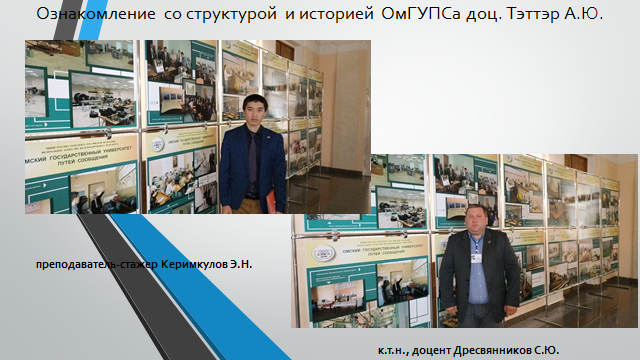 Ознакомление со структурой и историей ОмГУПСа доц. Тэттэр А.Ю.
ОМСКИЙ ГОСУДАРСТВЕННЫЙ УНИВЕРСИТЕТ
ПУТЕЙ СООБЩЕНИЯ
ОМСКИЙ ГОСУДАРСТВЕННЫЙ УНИВЕРСИТЕТ
ПУТЕЙ СООБЩЕНИЯ
преподаватель-стажер Керимкулов Э.Н.
к.т.н., доцент Дресвянников С.Ю.